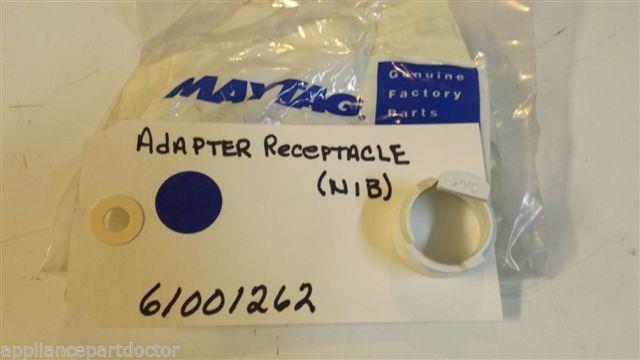 MAYTAG
Genuine
Factory
Parts
AdAPTER RECEPTACLE
(NIB)
PVC
61001262
© appliancepartdoctor